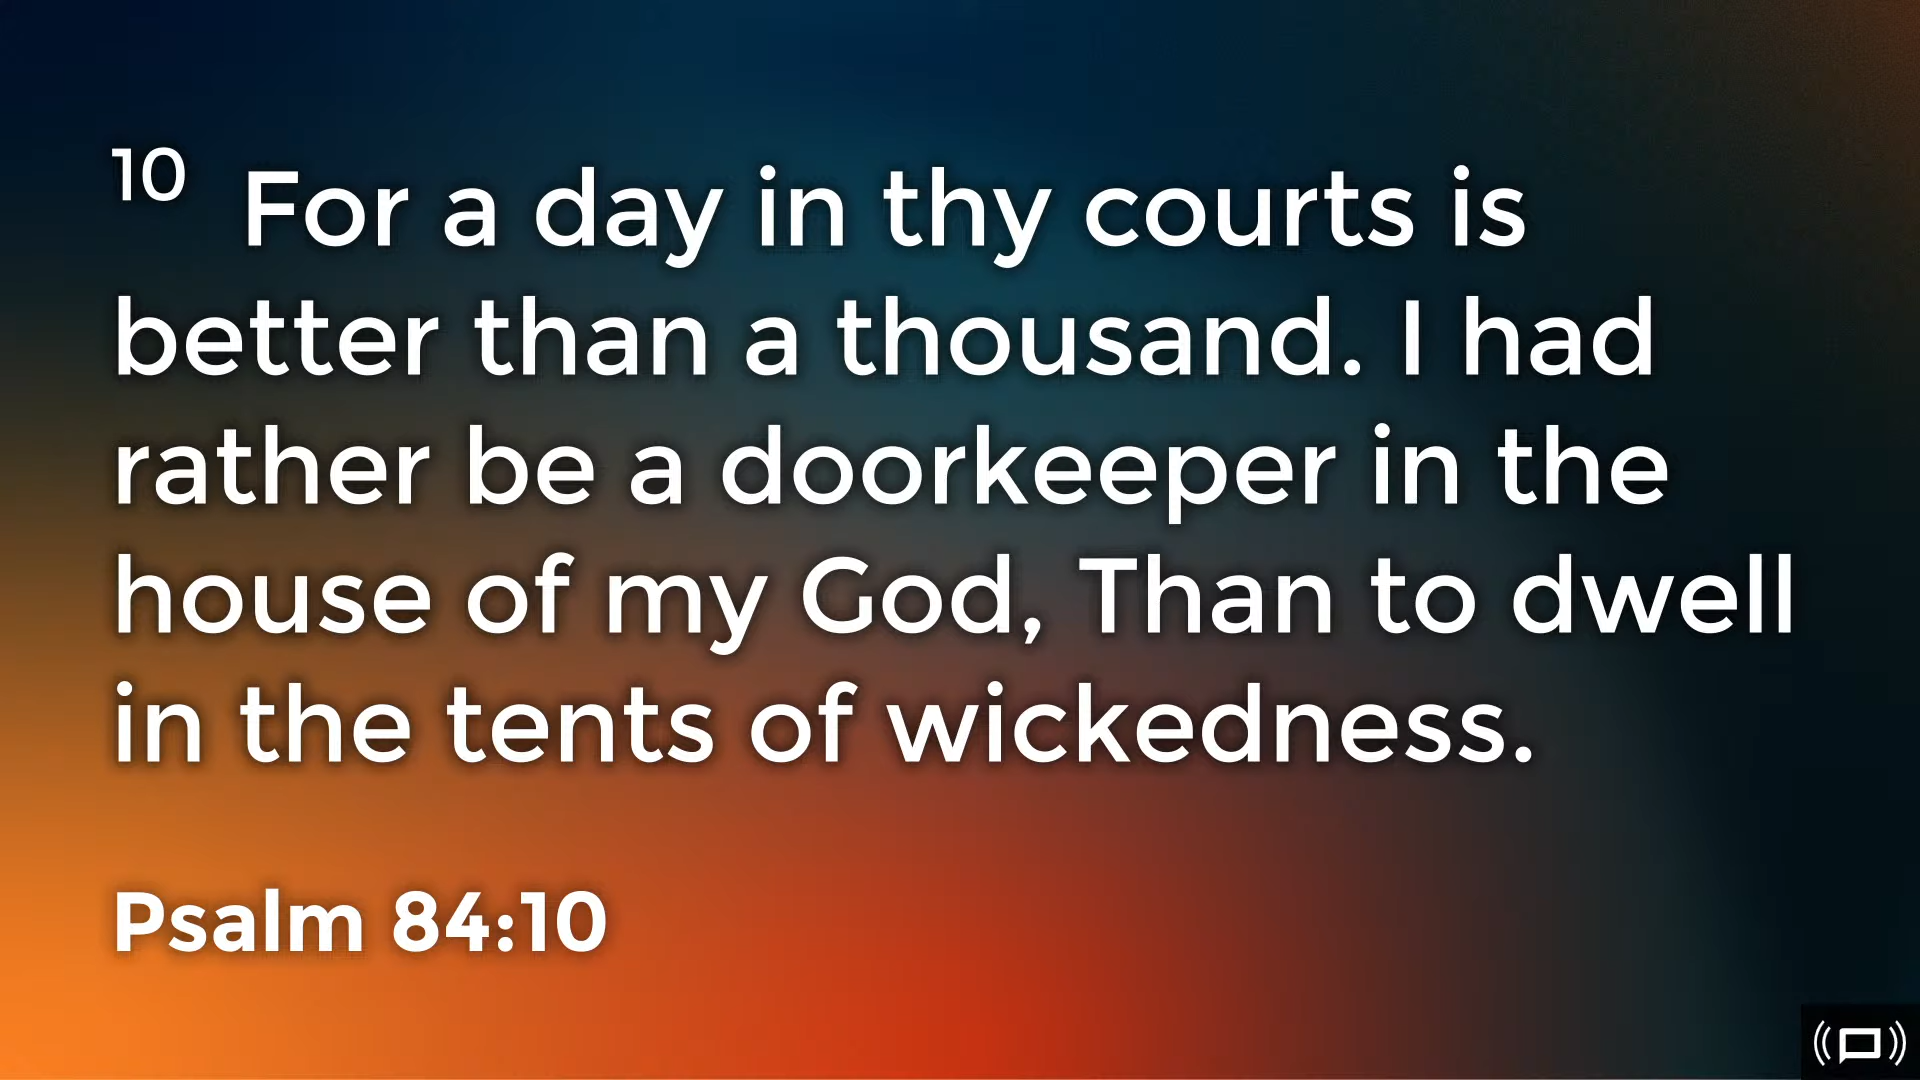 10 For a day in thy courts is
better than a thousand. I had
rather be a doorkeeper in the
house of my God, Than to dwell
in the tents of wickedness.
Psalm 84:10